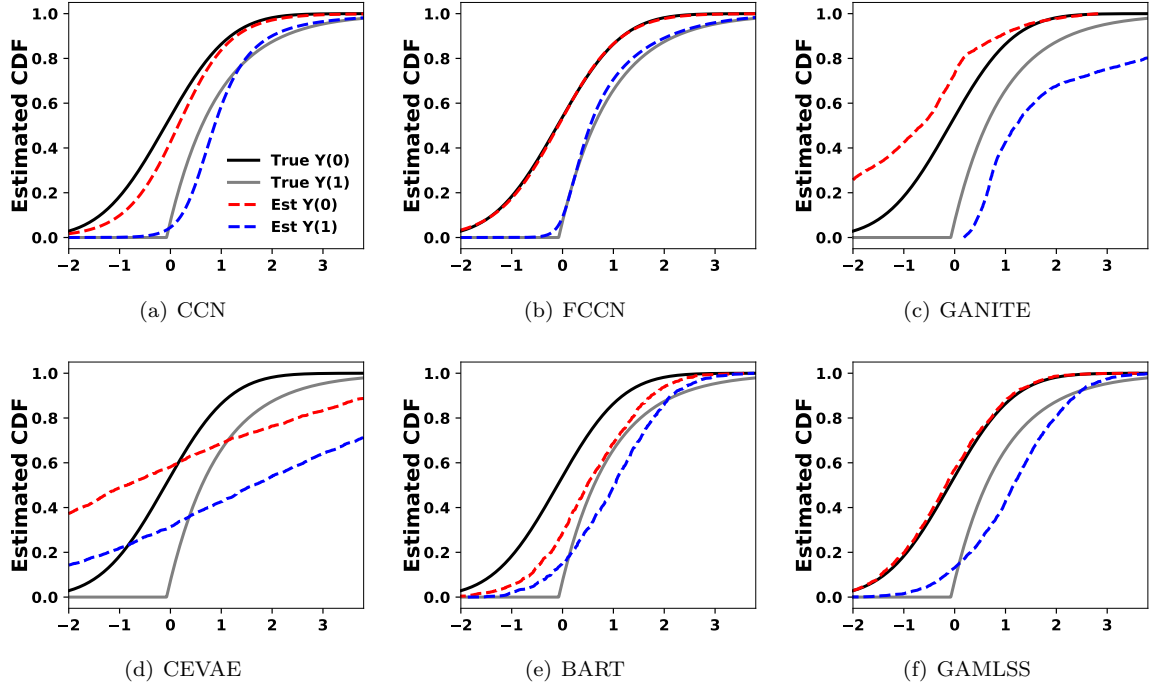 Estimated CDF
1.0
0.8
0.6
0.4
0.2
0.0
True Y(0)
True Y(1)
Est Y(0)
Est Y(1)
−2 −1 0 1 2 3
(a) CCN
Estimated CDF
1.0
0.8
0.6
0.4
0.2
0.0
−2 −1 0 1 2 3
(b) FCCN
Estimated CDF
1.0
0.8
0.6
0.4
0.2
0.0
−2 −1 0 1 2 3
(c) GANITE
Estimated CDF
1.0
0.8
0.6
0.4
0.2
0.0
−2 −1 0 1 2 3
(d) CEVAE
Estimated CDF
1.0
0.8
0.6
0.4
0.2
0.0
−2 −1 0 1 2 3
(e) BART
Estimated CDF
1.0
0.8
0.6
0.4
0.2
0.0
−2 −1 0 1 2 3
(f) GAMLSS